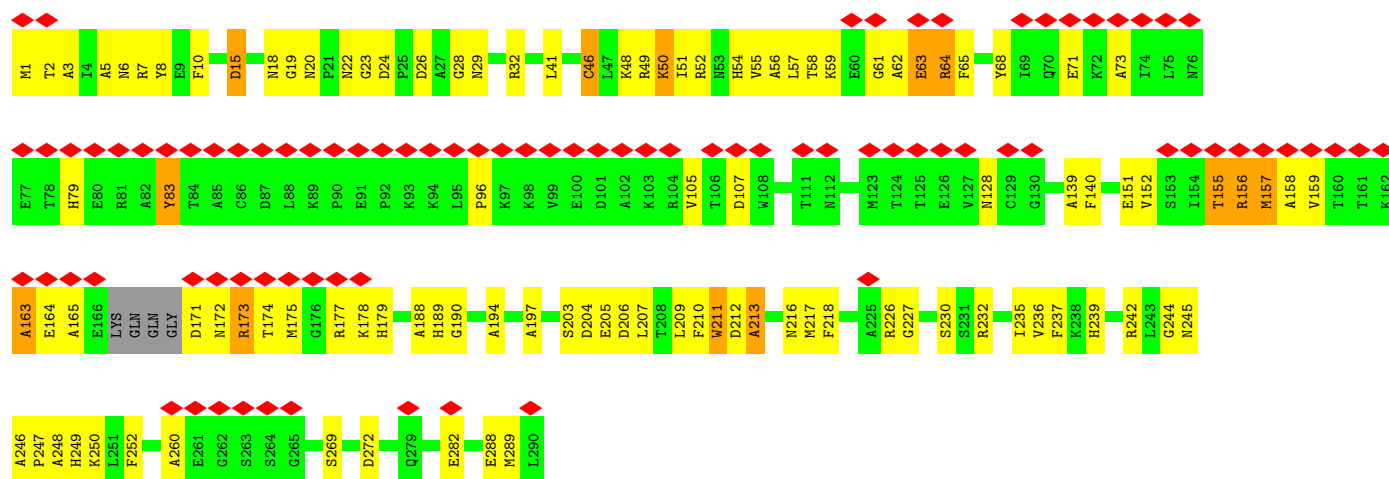 M1 T2 A3 I4 A5 N6 R7 Y8 E9 F10 D15 N18 G19 N20 P21 N22 G23 D24 P25 D26 A27 G28 N29 R32 L41 C46 L47 K48 R49 K50 I51 R52 N53 H54 V55 A56 L57 T58 K59 E60 G61 A62 E63 R64 F65 Y68 I69 Q70 E71 K72 A73 I74 L75 N76
E77 T78 H79 E80 R81 A82 Y83 T84 A85 C86 D87 L88 K89 P90 E91 P92 K93 K94 L95 P96 K97 K98 V99 E100 D101 A102 K103 R104 V105 T106 D107 W108 T111 N112 M123 T124 T125 E126 V127 N128 C129 G130 A139 F140 E151 V152 S153 I154 T155 R156 M157 A158 V159 T160 T161 K162
A163 E164 A165 E166 LYS GLN GLN GLY D171 N172 R173 T174 M175 G176 R177 K178 H179 A188 H189 G190 A194 A197 S203 D204 E205 D206 L207 T208 L209 F210 W211 D212 A213 N216 M217 F218 A225 R226 G227 S230 S231 R232 I235 V236 F237 K238 H239 R242 L243 G244 N245
A246 P247 A248 H249 K250 L251 F252 A260 E261 G262 S263 S264 G265 S269 D272 Q279 E282 E288 M289 L290